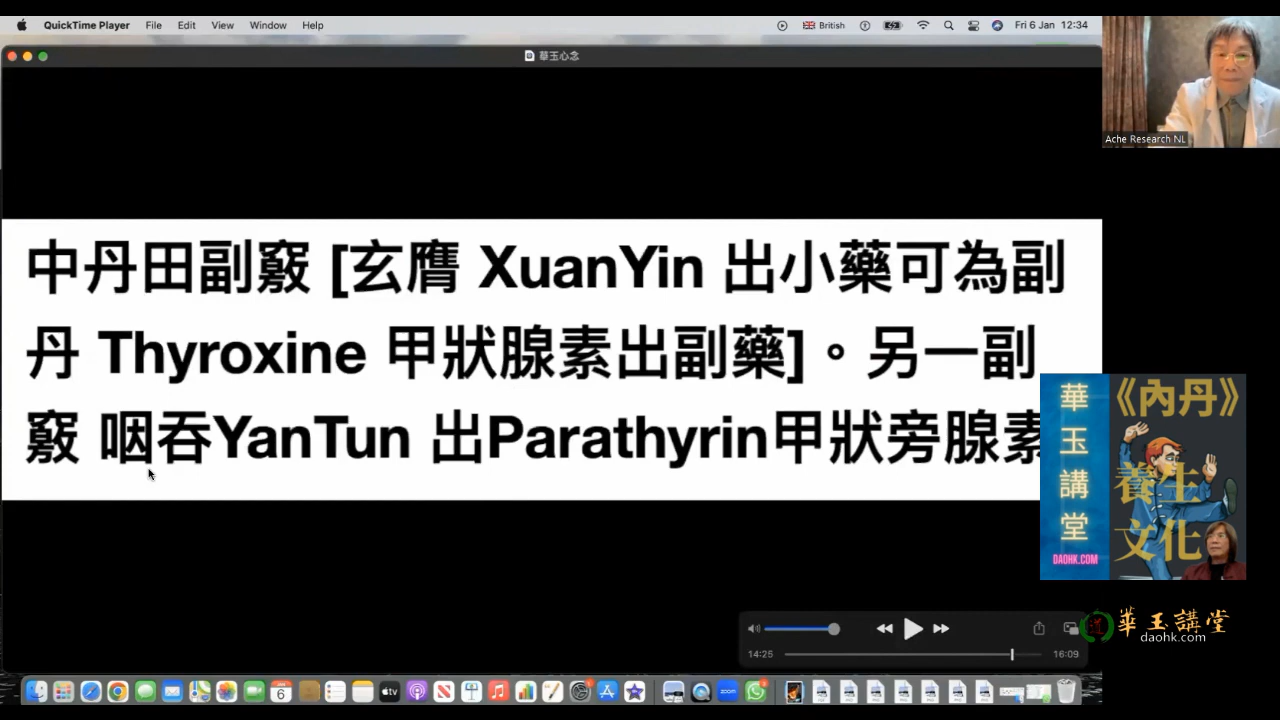 QuickTime Player File Edit View Window Help British Fri 6 Jan 12:34
華玉心念
Ache Research NL
中丹田副竅 [玄膺 XuanYin 出小藥可為副
丹 Thyroxine 甲狀腺素出副藥]。另一副
竅 咽吞YanTun 出Parathyrin甲狀旁腺素
華玉講堂
DAOHK.COM
《內丹》
養生
文化
14:25 16:09
華玉講堂
daohk.com
JAN
6
tv
zoom